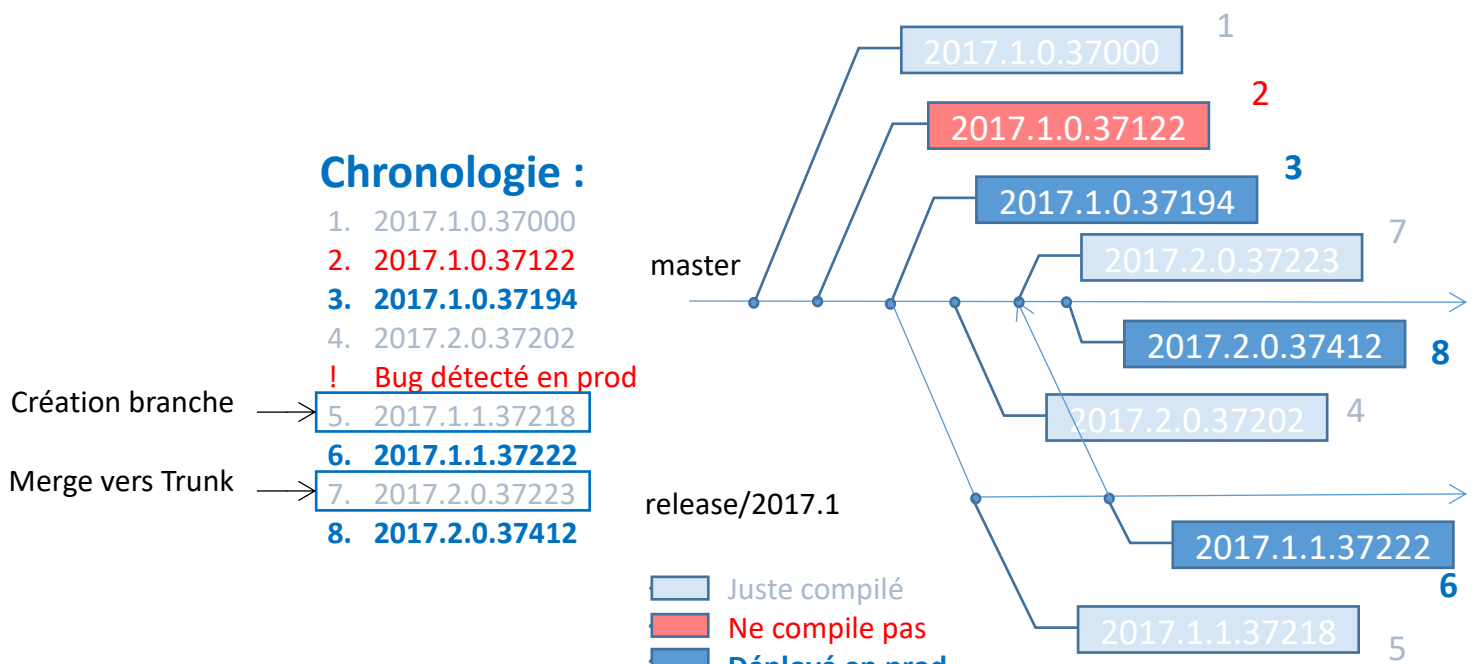 Chronologie :
1. 2017.1.0.37000
2. 2017.1.0.37122
3. 2017.1.0.37194
4. 2017.2.0.37202
! Bug détecté en prod
5. 2017.1.1.37218
6. 2017.1.1.37222
7. 2017.2.0.37223
8. 2017.2.0.37412
Création branche
Merge vers Trunk
2017.1.0.37000 1
2017.1.0.37122 2
2017.1.0.37194 3
master
2017.2.0.37223 7
2017.2.0.37412 8
2017.2.0.37202 4
release/2017.1
2017.1.1.37222 6
2017.1.1.37218 5
Juste compilé
Ne compile pas
Déployé en prod